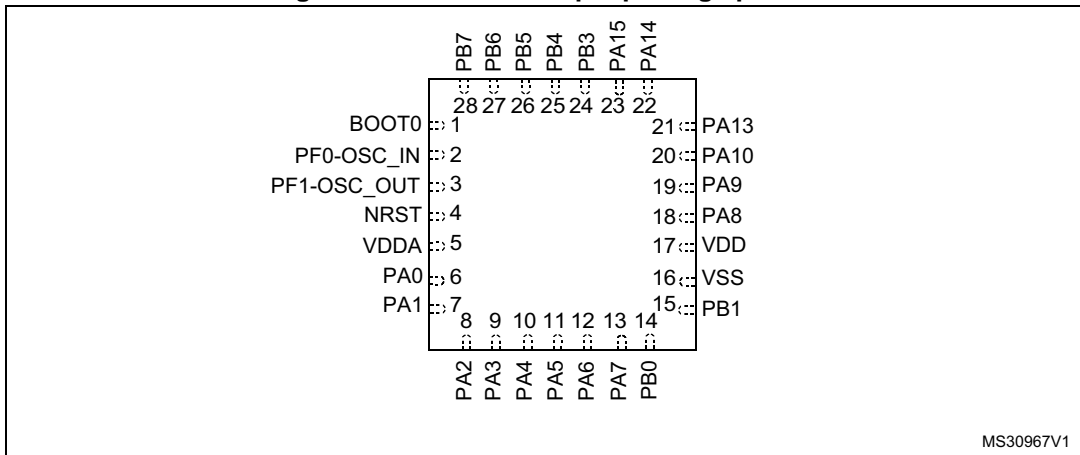 PB7 PB6 PB5 PB4 PB3 PA15 PA14
28 27 26 25 24 23 22
BOOT0 1 21 PA13
PF0-OSC_IN 2 20 PA10
PF1-OSC_OUT 3 19 PA9
NRST 4 18 PA8
VDDA 5 17 VDD
PA0 6 16 VSS
PA1 7 15 PB1
8 9 10 11 12 13 14
PA2 PA3 PA4 PA5 PA6 PA7 PB0
MS30967V1